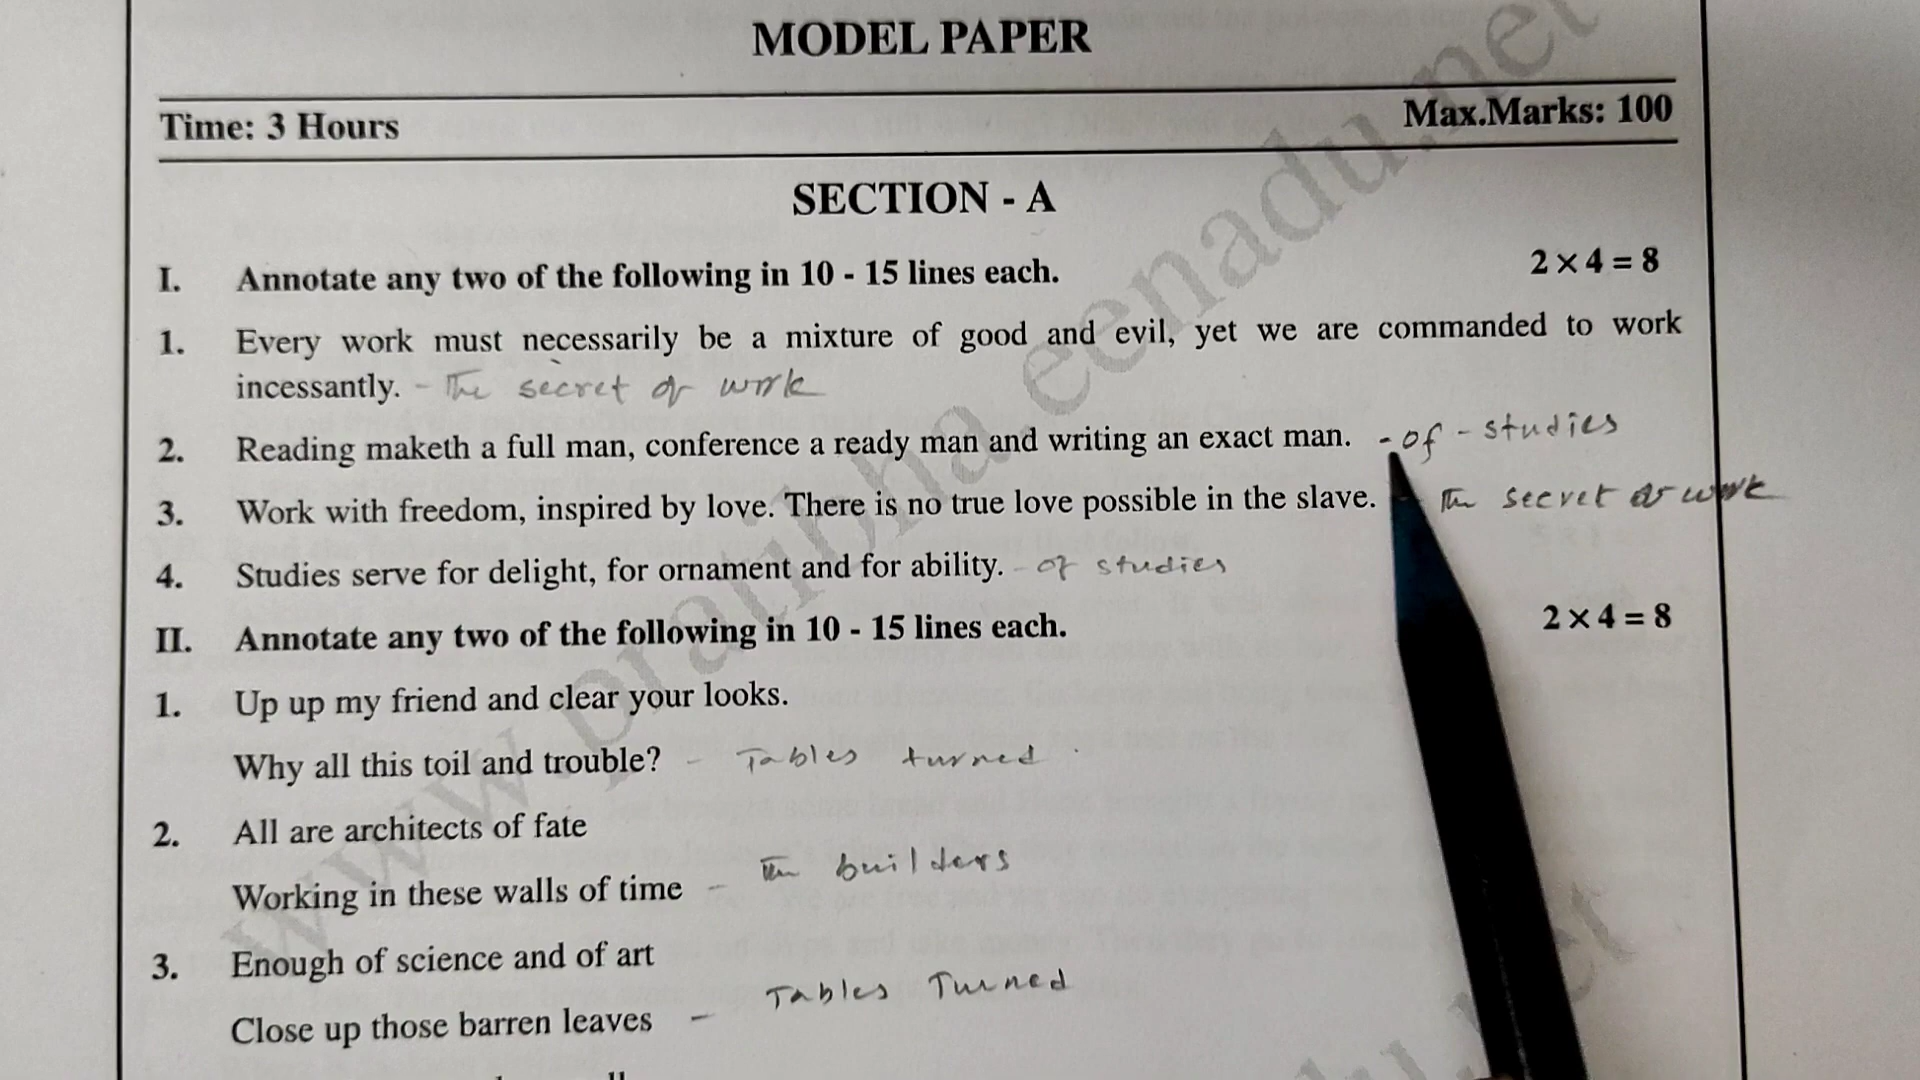 MODEL PAPER
Time: 3 Hours
Max.Marks: 100
SECTION - A
I. Annotate any two of the following in 10 - 15 lines each. 2 × 4 = 8
1. Every work must necessarily be a mixture of good and evil, yet we are commanded to work
incessantly. - The secret of work
2. Reading maketh a full man, conference a ready man and writing an exact man. - of - studies
3. Work with freedom, inspired by love. There is no true love possible in the slave. - The secret of work
4. Studies serve for delight, for ornament and for ability. - of studies
II. Annotate any two of the following in 10 - 15 lines each. 2 × 4 = 8
1. Up up my friend and clear your looks.
Why all this toil and trouble? - Tables turned
2. All are architects of fate
Working in these walls of time - The builders
3. Enough of science and of art
Close up those barren leaves - Tables Turned
www.pratibha.eenadu.net